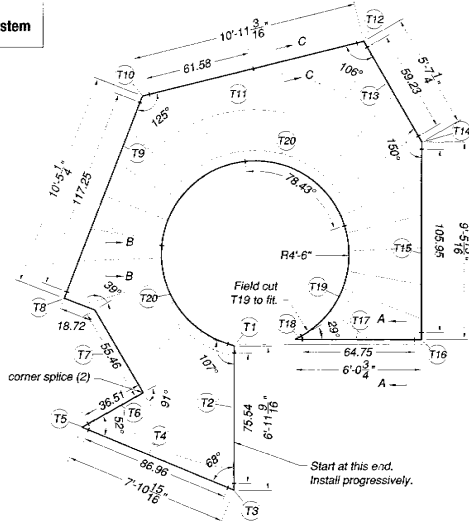 stem
10'-11 3/16"
C
T12
61.58
C
5'-7 1/4"
T10
106°
59.23
T11
T13
125°
T14
T20
150°
T9
10'-5 1/4"
117.25
78.43°
9'-5 1/16"
105.95
B
R4'-6"
T15
B
Field cut
T19 to fit.
T19
39°
T20
T8
T18
T17
A
T1
29°
18.72
T16
64.75
107°
6'-0 3/4"
T7
55.46
A
corner splice (2)
T2
75.54
6'-11 9/16"
36.51
T6
91°
T5
52°
T4
86.96
68°
Start at this end.
Install progressively.
7'-10 15/16"
T3